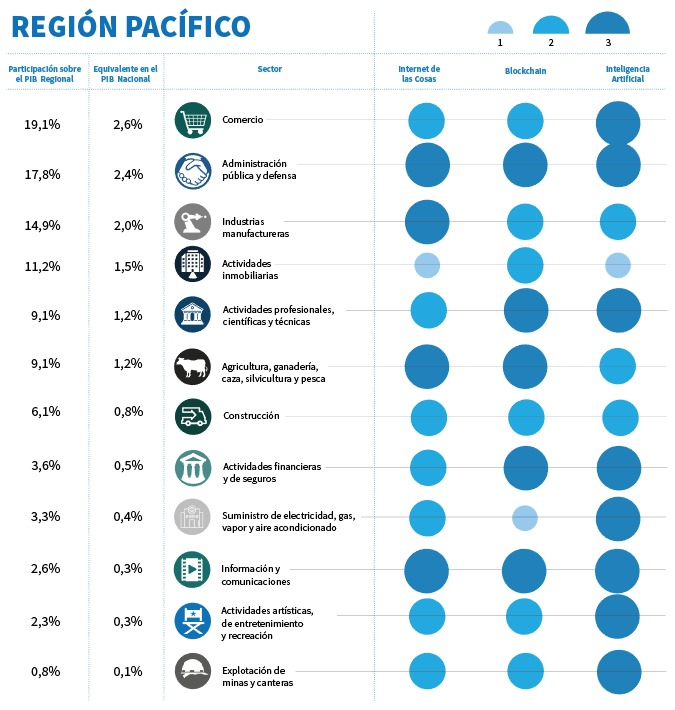 REGIÓN PACÍFICO
1 2 3
Participación sobre
el PIB Regional
Equivalente en el
PIB Nacional
Sector
Internet de
las Cosas
Blockchain
Inteligencia
Artificial
19,1% 2,6% Comercio
17,8% 2,4% Administración
pública y defensa
14,9% 2,0% Industrias
manufactureras
11,2% 1,5% Actividades
inmobiliarias
9,1% 1,2% Actividades profesionales,
científicas y técnicas
9,1% 1,2% Agricultura, ganadería,
caza, silvicultura y pesca
6,1% 0,8% Construcción
3,6% 0,5% Actividades financieras
y de seguros
3,3% 0,4% Suministro de electricidad, gas,
vapor y aire acondicionado
2,6% 0,3% Información y
comunicaciones
2,3% 0,3% Actividades artísticas,
de entretenimiento
y recreación
0,8% 0,1% Explotación de
minas y canteras